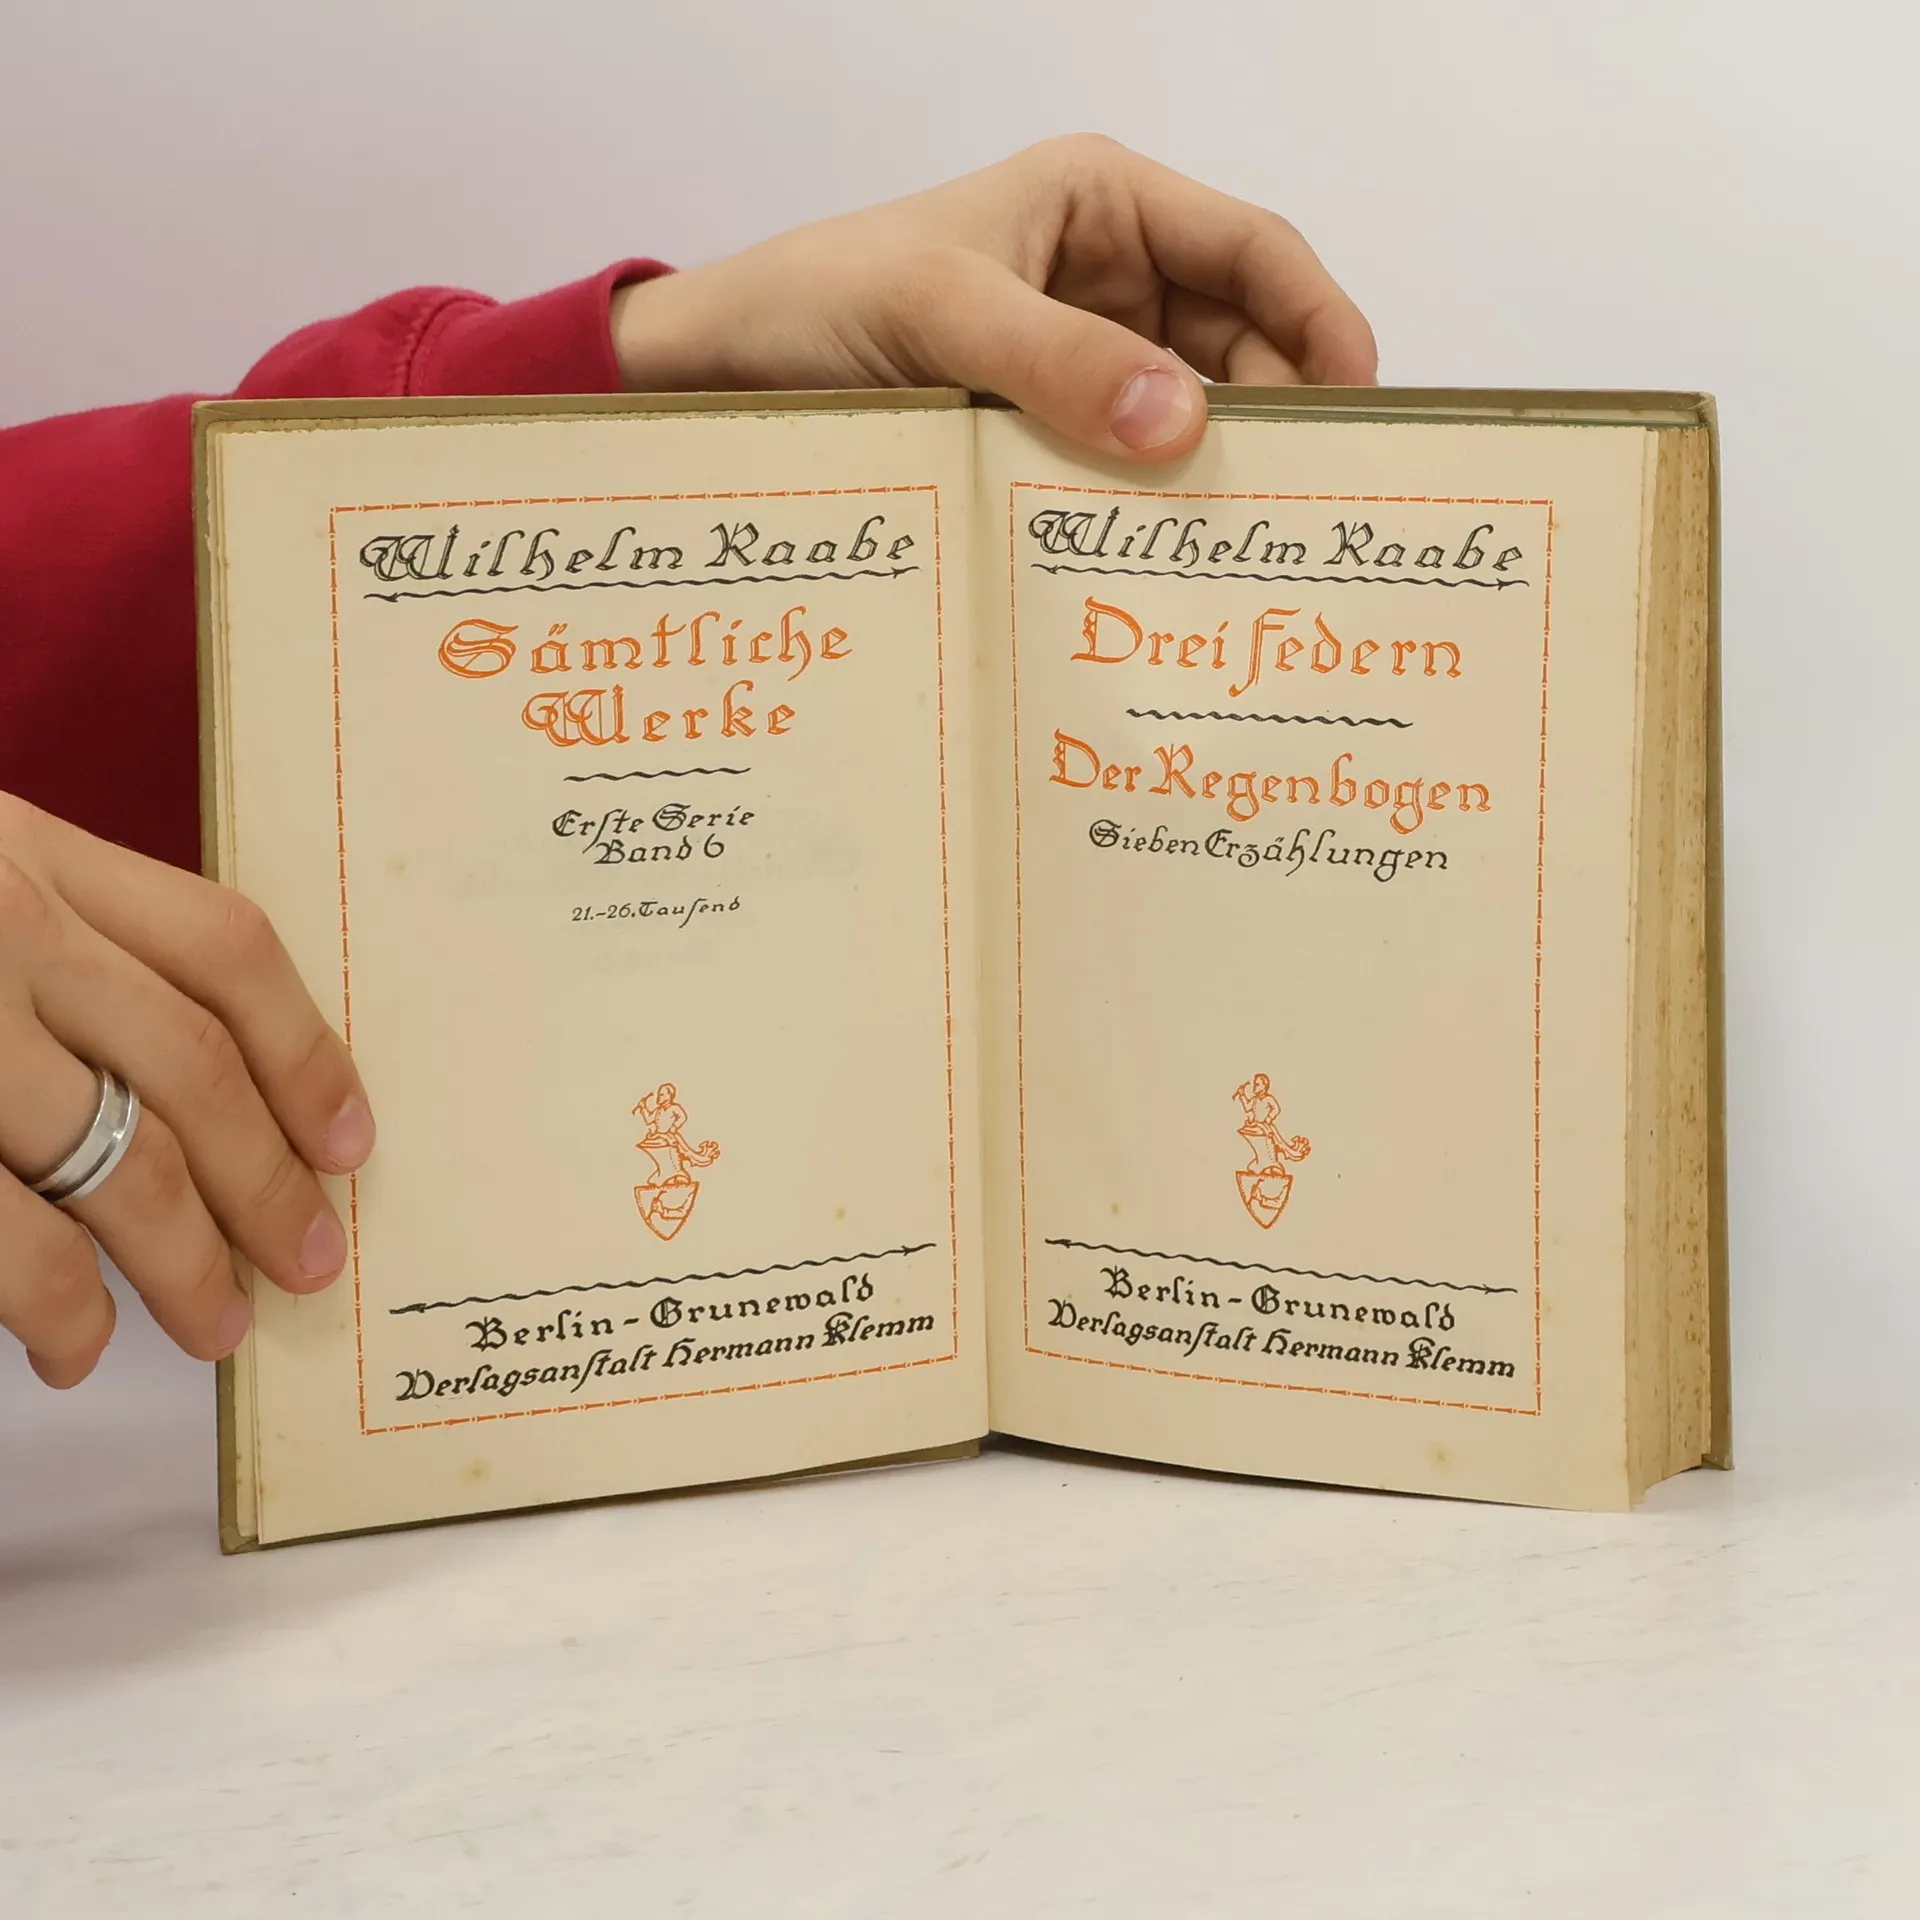 Wilhelm Raabe
Sämtliche
Werke
Erste Serie
Band 6
21.-26. Tausend
Berlin-Grunewald
Verlagsanstalt Hermann Klemm
Wilhelm Raabe
Drei Federn
Der Regenbogen
Sieben Erzählungen
Berlin-Grunewald
Verlagsanstalt Hermann Klemm